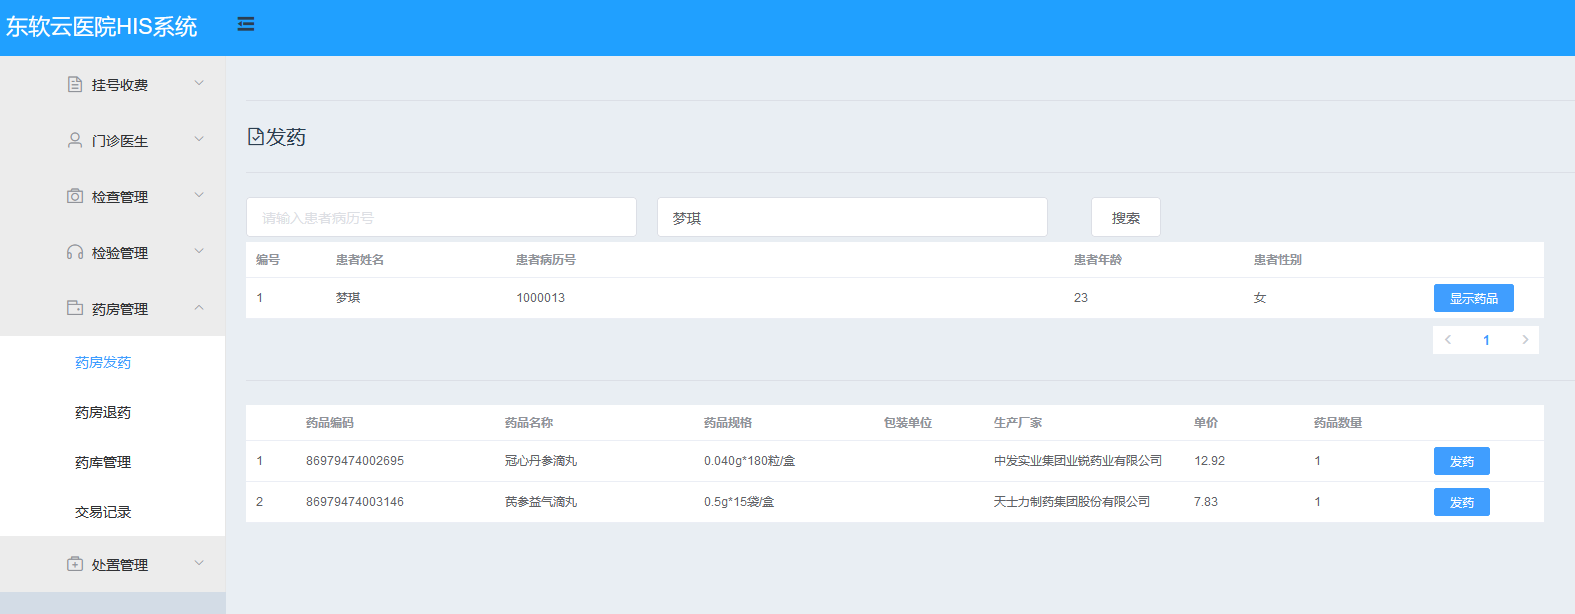 东软云医院HIS系统
挂号收费
门诊医生
检查管理
检验管理
药房管理
药房发药
药房退药
药库管理
交易记录
处置管理
发药
请输入患者病历号 梦琪 搜索
编号 患者姓名 患者病历号 患者年龄 患者性别
1 梦琪 1000013 23 女 显示药品
1
药品编码 药品名称 药品规格 包装单位 生产厂家 单价 药品数量
1 86979474002695 冠心丹参滴丸 0.040g*180粒/盒 中发实业集团业锐药业有限公司 12.92 1 发药
2 86979474003146 芪参益气滴丸 0.5g*15袋/盒 天士力制药集团股份有限公司 7.83 1 发药